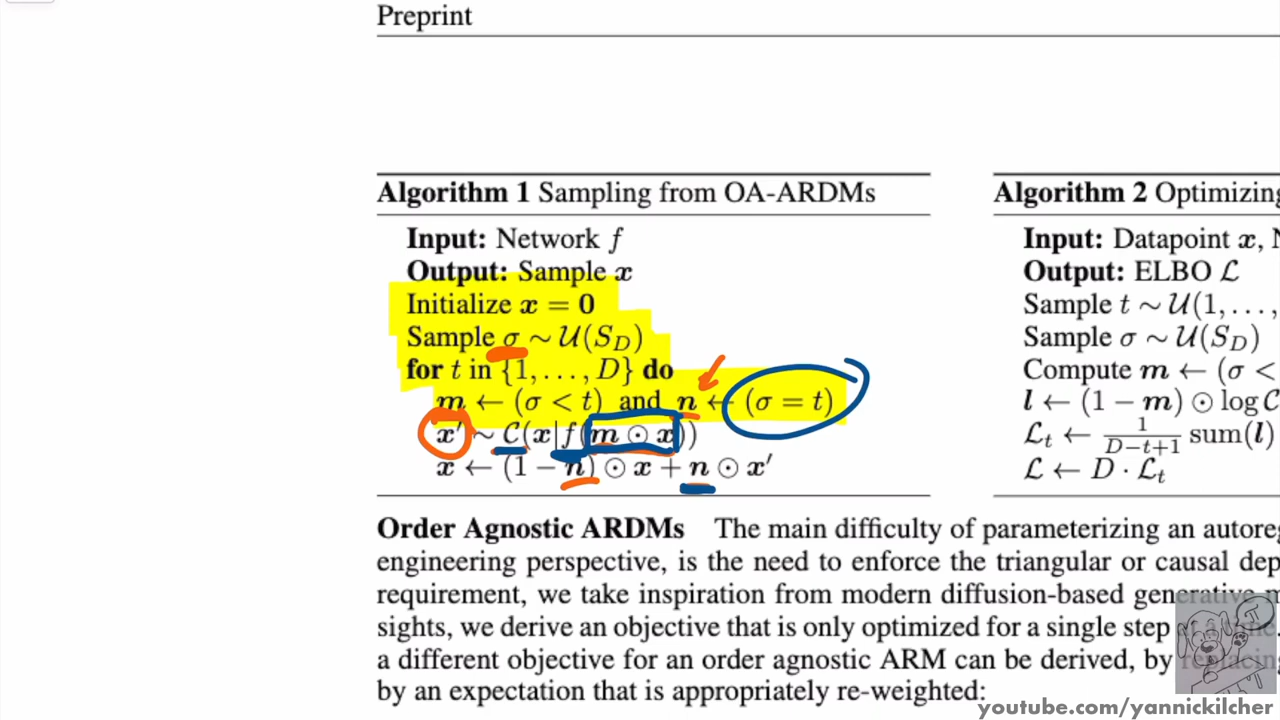 Preprint
Algorithm 1 Sampling from OA-ARDMs
Input: Network f
Output: Sample x
Initialize x = 0
Sample σ ∼ U(S_D)
for t in {1, . . . , D} do
m ← (σ < t) and n ← (σ = t)
x′ ∼ C(x|f(m ⊙ x))
x ← (1 − n) ⊙ x + n ⊙ x′
Algorithm 2 Optimizing
Input: Datapoint x,
Output: ELBO L
Sample t ∼ U(1, . . . ,
Sample σ ∼ U(S_D)
Compute m ← (σ <
l ← (1 − m) ⊙ log C
L_t ← 1/(D−t+1) sum(l)
L ← D · L_t
Order Agnostic ARDMs The main difficulty of parameterizing an
engineering perspective, is the need to enforce the triangular or causal
requirement, we take inspiration from modern diffusion-based generative
sights, we derive an objective that is only optimized for a single step
a different objective for an order agnostic ARM can be derived, by
by an expectation that is appropriately re-weighted:
youtube.com/yannickilcher